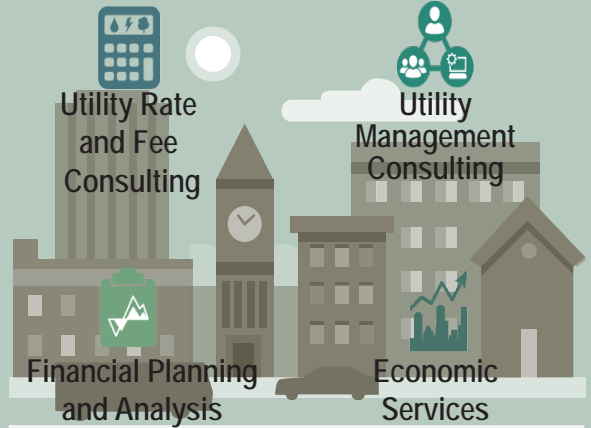 Utility Rate
and Fee
Consulting
Utility
Management
Consulting
Financial Planning
and Analysis
Economic
Services